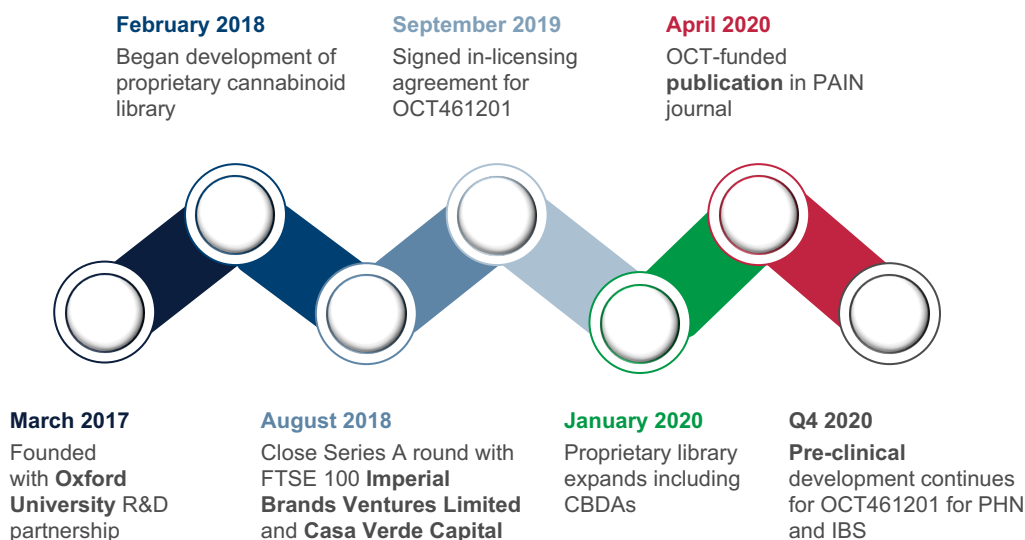 February 2018
Began development of
proprietary cannabinoid
library
September 2019
Signed in-licensing
agreement for
OCT461201
April 2020
OCT-funded
publication in PAIN
journal
March 2017
Founded
with Oxford
University R&D
partnership
August 2018
Close Series A round with
FTSE 100 Imperial
Brands Ventures Limited
and Casa Verde Capital
January 2020
Proprietary library
expands including
CBDAs
Q4 2020
Pre-clinical
development continues
for OCT461201 for PHN
and IBS